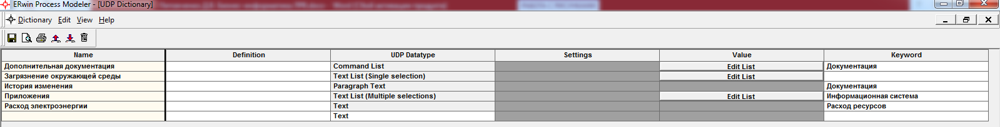 ERwin Process Modeler - [UDP Dictionary]
Dictionary Edit View Help
Name Definition UDP Datatype Settings Value Keyword
Дополнительная документация Command List Edit List Документация
Загрязнение окружающей среды Text List (Single selection) Edit List
История изменения Paragraph Text Документация
Приложения Text List (Multiple selections) Edit List Информационная система
Расход электроэнергии Text Расход ресурсов
Text